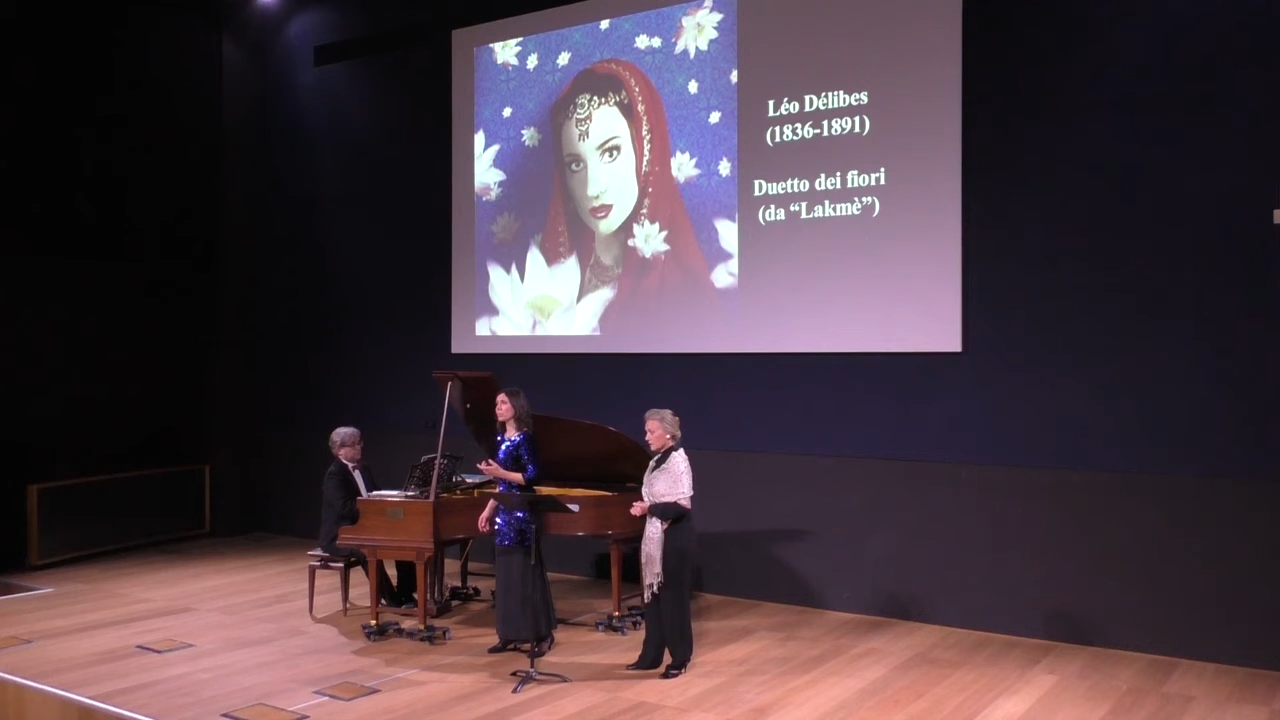 Léo Délibes
(1836-1891)
Duetto dei fiori
(da “Lakmè”)